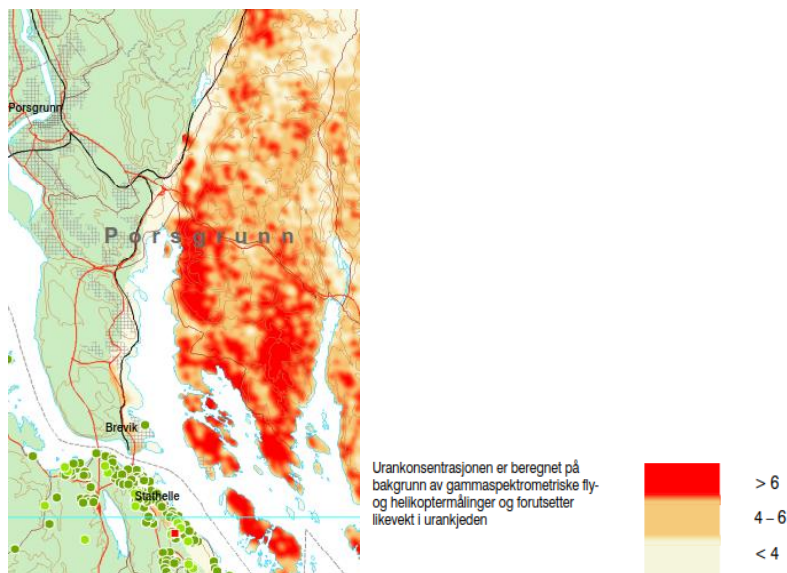 Porsgrunn
Porsgrunn
Brevik
Stathelle
Urankonsentrasjonen er beregnet på
bakgrunn av gammaspektrometriske fly-
og helikoptermålinger og forutsetter
likevekt i urankjeden
> 6
4 – 6
< 4